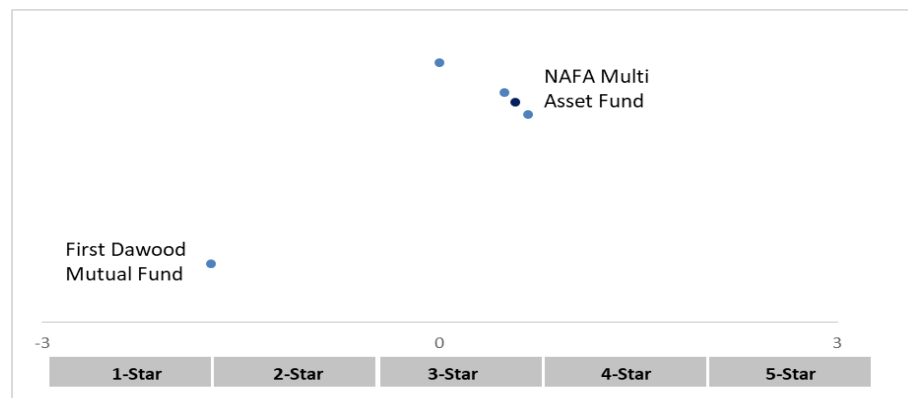 NAFA Multi
Asset Fund
First Dawood
Mutual Fund
-3 0 3
1-Star 2-Star 3-Star 4-Star 5-Star